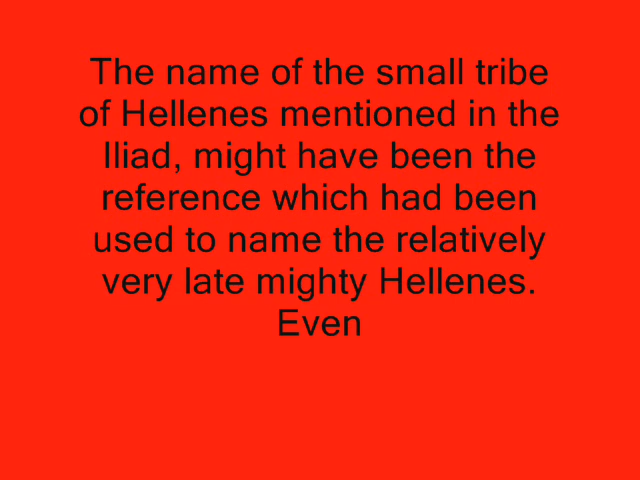 The name of the small tribe
of Hellenes mentioned in the
Iliad, might have been the
reference which had been
used to name the relatively
very late mighty Hellenes.
Even